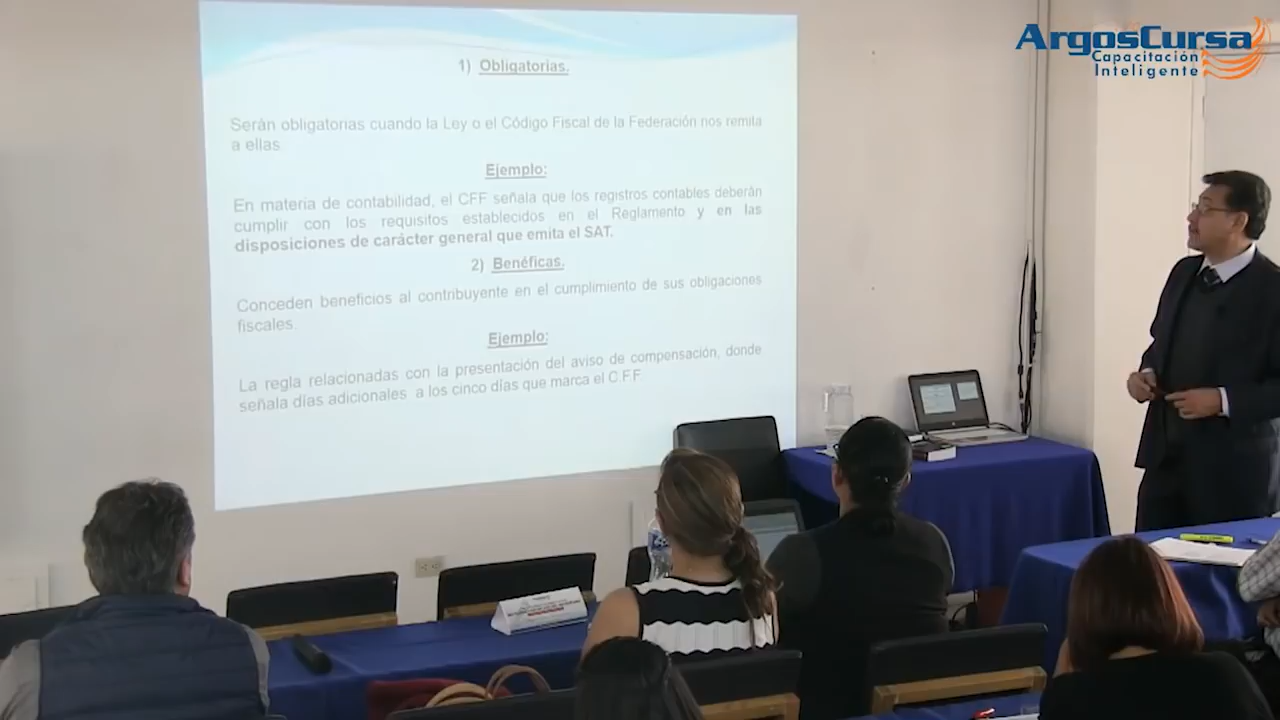 ArgosCursa
Capacitación
Inteligente
1) Obligatorias.
Serán obligatorias cuando la Ley o el Código Fiscal de la Federación nos remita
a ellas
Ejemplo:
En materia de contabilidad, el CFF señala que los registros contables deberán
cumplir con los requisitos establecidos en el Reglamento y en las
disposiciones de carácter general que emita el SAT.
2) Benéficas.
Conceden beneficios al contribuyente en el cumplimiento de sus obligaciones
fiscales.
Ejemplo:
La regla relacionadas con la presentación del aviso de compensación, donde
señala días adicionales a los cinco días que marca el C.F.F